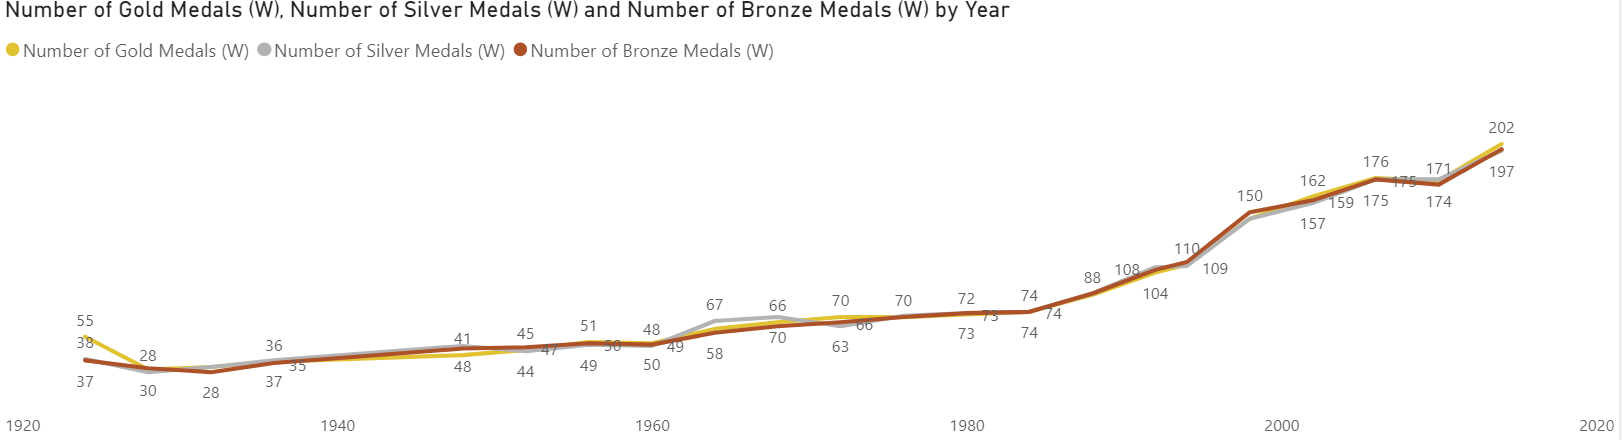 Number of Gold Medals (W), Number of Silver Medals (W) and Number of Bronze Medals (W) by Year
Number of Gold Medals (W) Number of Silver Medals (W) Number of Bronze Medals (W)
202
176 171
162 175 197
150 159 175 174
157
110
108 109
88 104
67 66 70 70 72 74
55 51 48 73 74
38 41 45 66 73 74
28 36 47 50 49 58 70 63
37 35 48 44 49 50
30 28 37
1920 1940 1960 1980 2000 2020